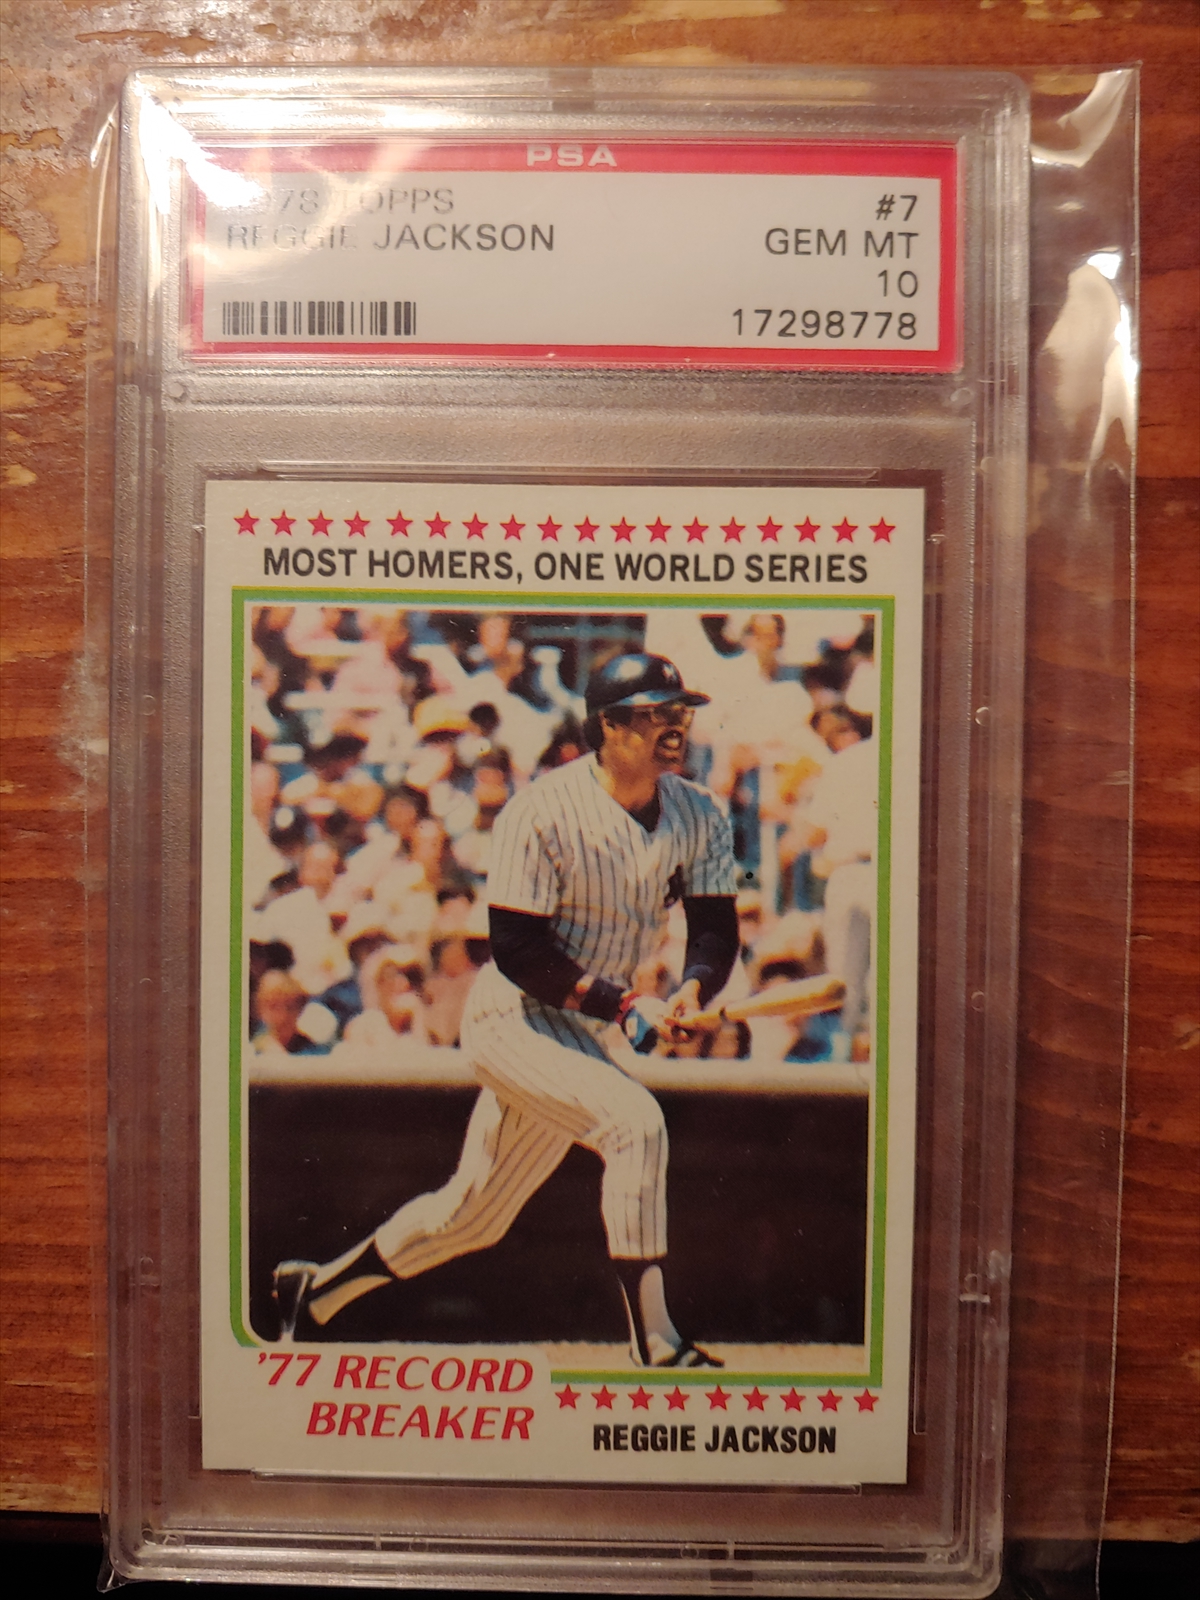 PSA
1978 TOPPS #7
REGGIE JACKSON GEM MT
10
17298778
MOST HOMERS, ONE WORLD SERIES
'77 RECORD
BREAKER
REGGIE JACKSON